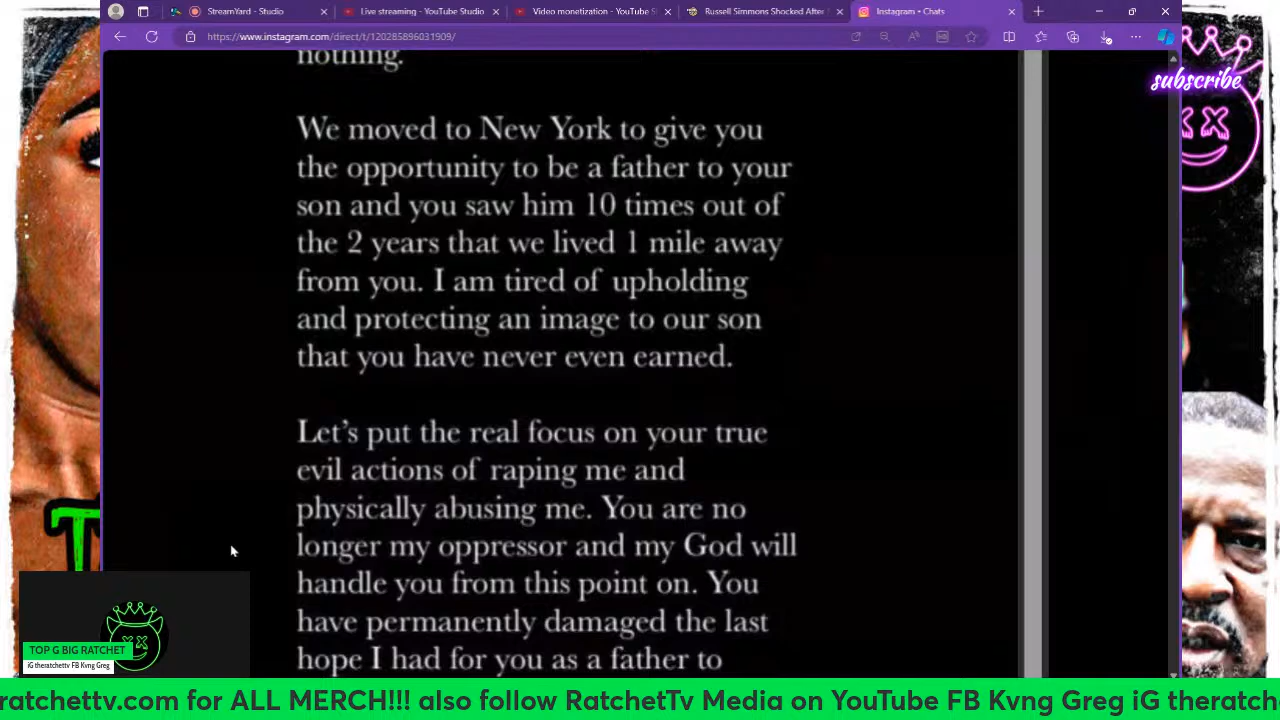 StreamYard - Studio
Live streaming - YouTube Studio
Video monetization - YouTube S
Russell Simmons Sons Should
Instagram • Chats
https://www.instagram.com/direct/t/120285896031909/
subscribe
nothing.
We moved to New York to give you
the opportunity to be a father to your
son and you saw him 10 times out of
the 2 years that we lived 1 mile away
from you. I am tired of upholding
and protecting an image to our son
that you have never even earned.
Let's put the real focus on your true
evil actions of raping me and
physically abusing me. You are no
longer my oppressor and my God will
handle you from this point on. You
have permanently damaged the last
hope I had for you as a father to
T
TOP G BIG RATCHET
iG theratchettv FB Kvng Greg
ratchettv.com for ALL MERCH!!! also follow RatchetTv Media on YouTube FB Kvng Greg iG theratch